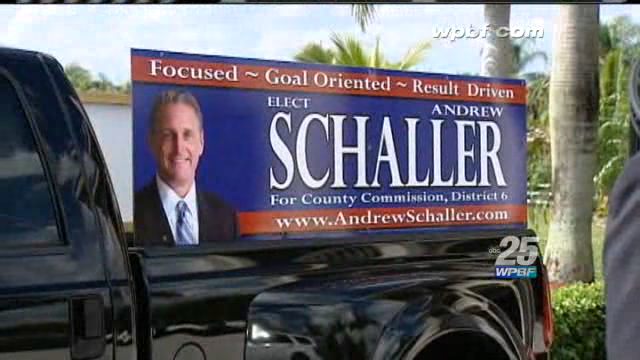 wpbf.com
Focused ~ Goal Oriented ~ Result Driven
ELECT ANDREW
SCHALLER
For County Commission, District 6
www.AndrewSchaller.com
abc 25
WPBF